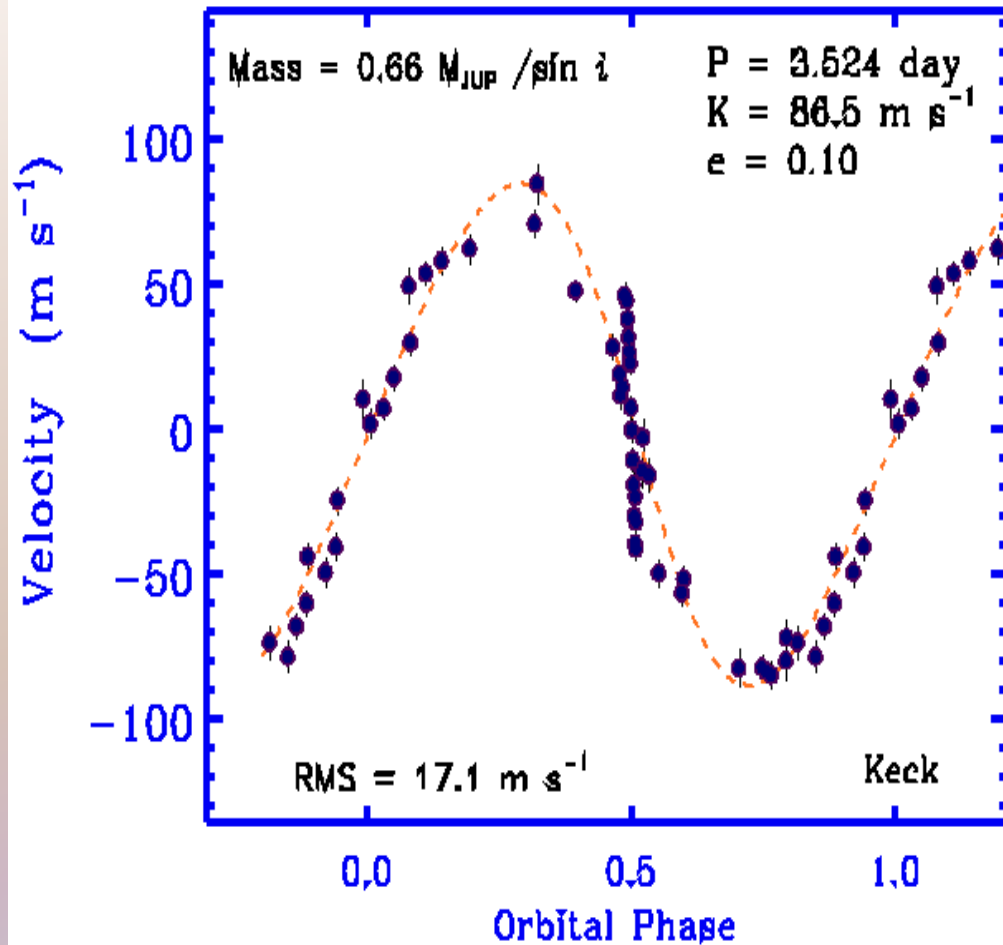 Mass = 0.66 M_JUP /sin i
P = 3.524 day
K = 86.5 m s⁻¹
e = 0.10
100
50
0
−50
−100
Velocity (m s⁻¹)
RMS = 17.1 m s⁻¹
Keck
0.0
0.5
1.0
Orbital Phase